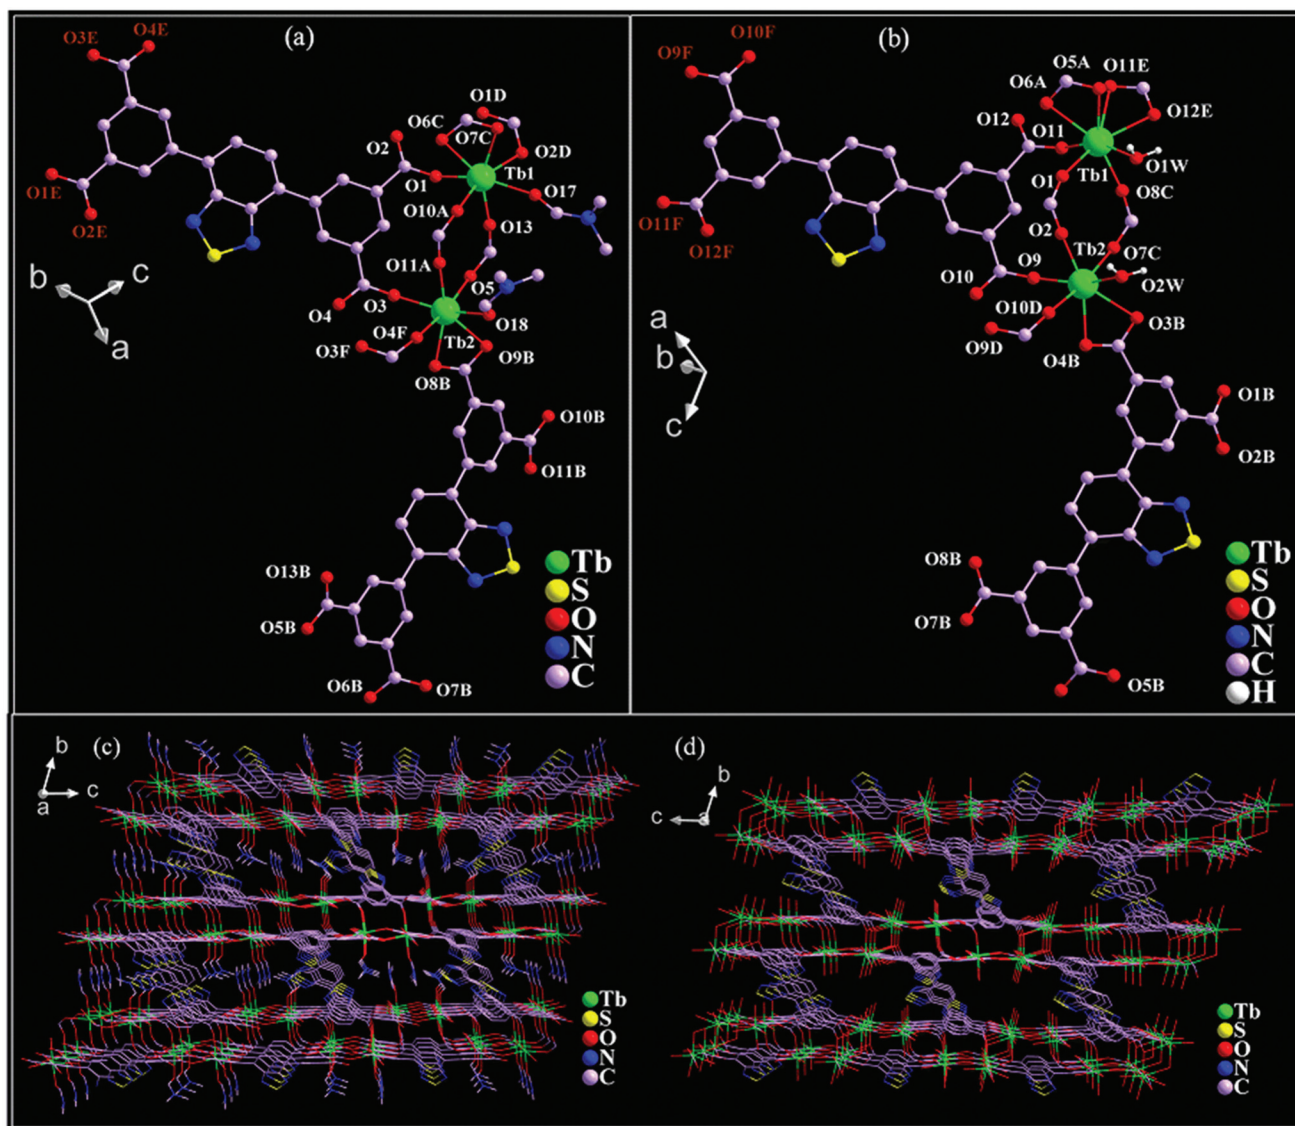 (a)
O3E O4E
O1D
O6C
O7C
O2
O2D
Tb1
O1
O17
O1E
O10A
O13
O2E
O11A
O5
b
c
a
O4
O3
O18
O4F
Tb2
O3F
O9B
O8B
O10B
O11B
O13B
O5B
O6B
O7B
Tb
S
O
N
C
(b)
O10F
O9F
O5A
O11E
O6A
O12
O12E
O11
O1W
Tb1
O1
O8C
O11F
O2
O12F
Tb2
O7C
O9
O2W
O10
O10D
O3B
O9D
O4B
a
b
c
O1B
O2B
O8B
O7B
O5B
Tb
S
O
N
C
H
(c)
b
c
a
Tb
S
O
N
C
(d)
b
c
a
Tb
S
O
N
C